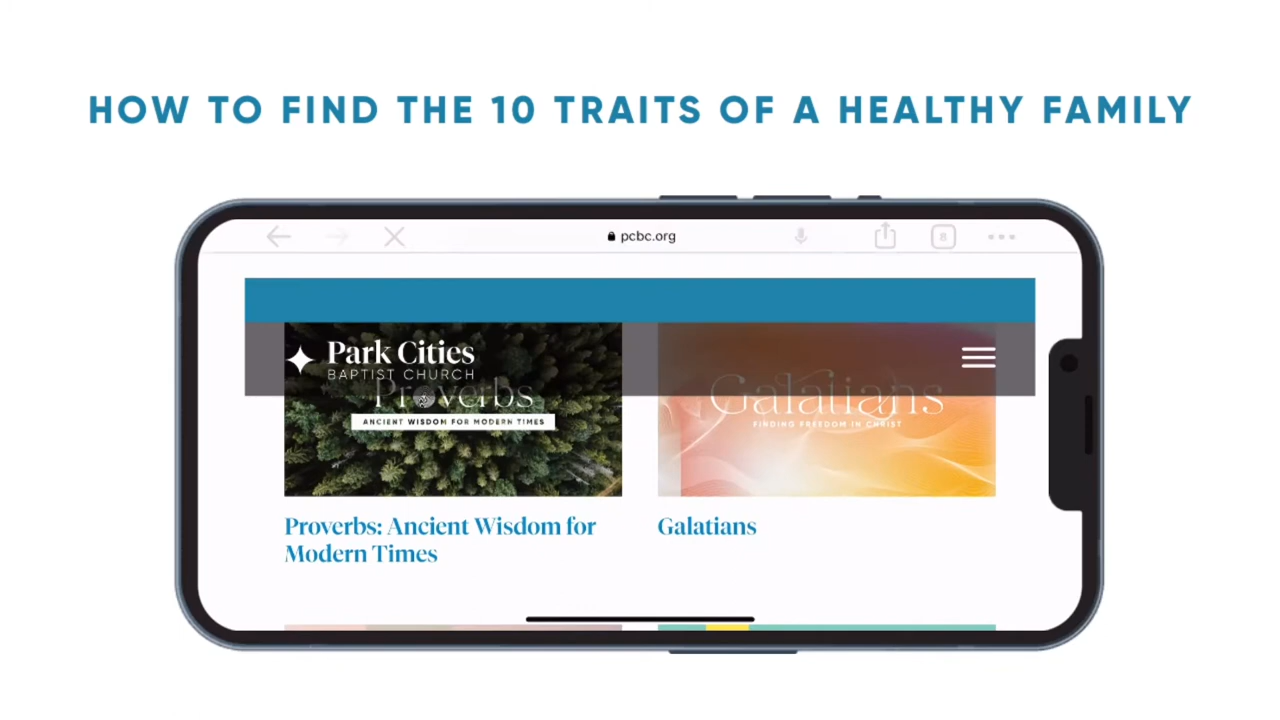 HOW TO FIND THE 10 TRAITS OF A HEALTHY FAMILY
pcbc.org
8
Park Cities
BAPTIST CHURCH
Proverbs
ANCIENT WISDOM FOR MODERN TIMES
Galatians
FINDING FREEDOM IN CHRIST
Proverbs: Ancient Wisdom for
Modern Times
Galatians